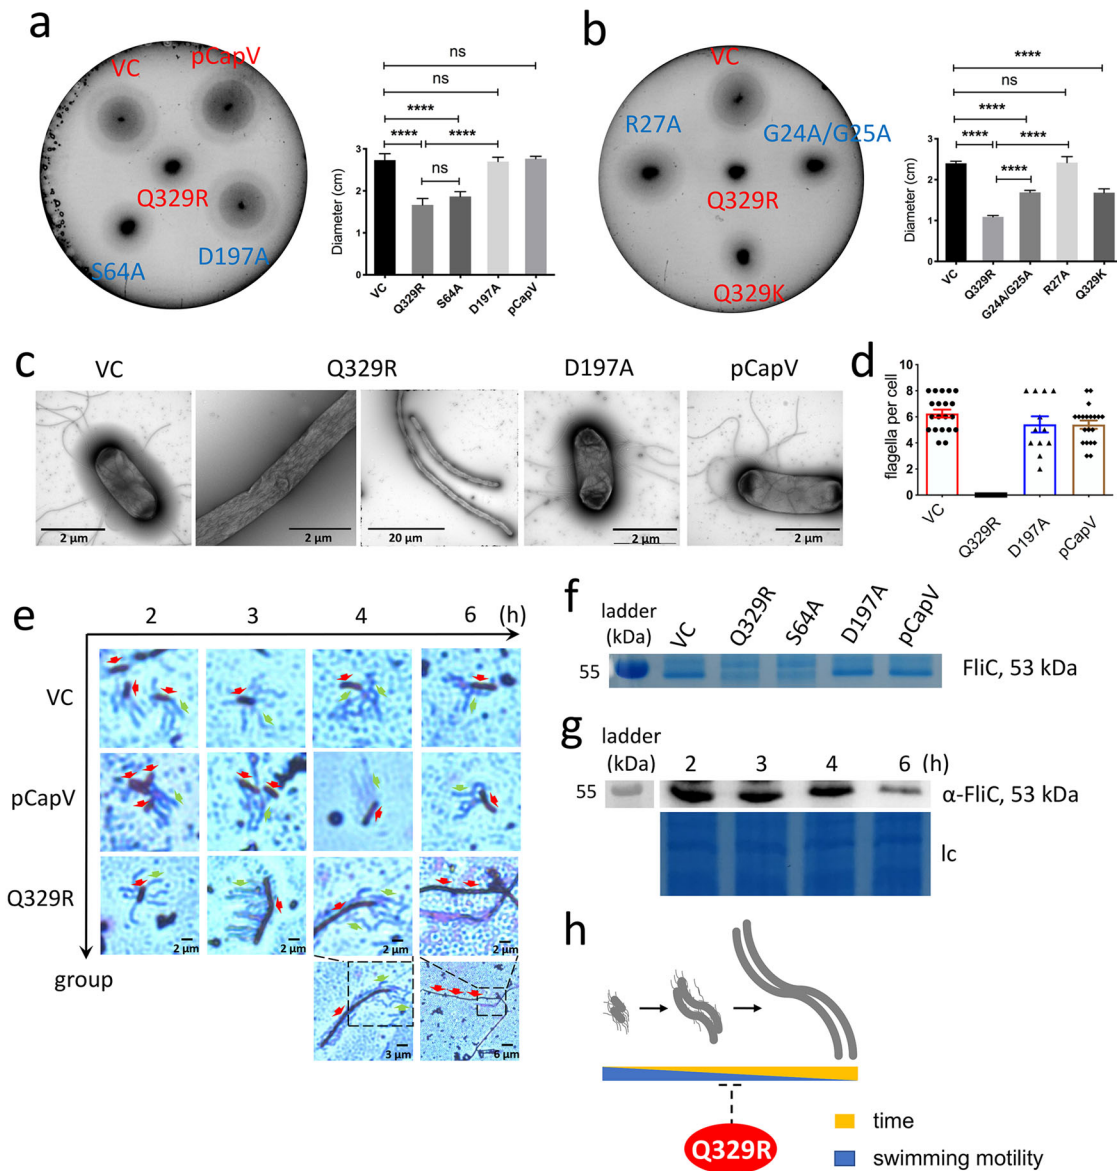 a
VC
pCapV
Q329R
S64A
D197A
ns
ns
**** 
**** ****
ns
Diameter (cm)
3
2
1
0
VC
Q329R
S64A
D197A
pCapV
b
VC
R27A
G24A/G25A
Q329R
Q329K
****
ns
****
**** ****
****
Diameter (cm)
3
2
1
0
VC
Q329R
G24A/G25A
R27A
Q329K
c
VC
Q329R
D197A
pCapV
2 µm
2 µm
20 µm
2 µm
2 µm
d
flagella per cell
10
8
6
4
2
0
VC
Q329R
D197A
pCapV
e
2 3 4 6 (h)
VC
pCapV
Q329R
2 µm
2 µm
2 µm
2 µm
group
3 µm
6 µm
f
ladder
(kDa)
VC
Q329R
S64A
D197A
pCapV
55
FliC, 53 kDa
g
ladder
(kDa)
2 3 4 6 (h)
55
α-FliC, 53 kDa
lc
h
Q329R
time
swimming motility